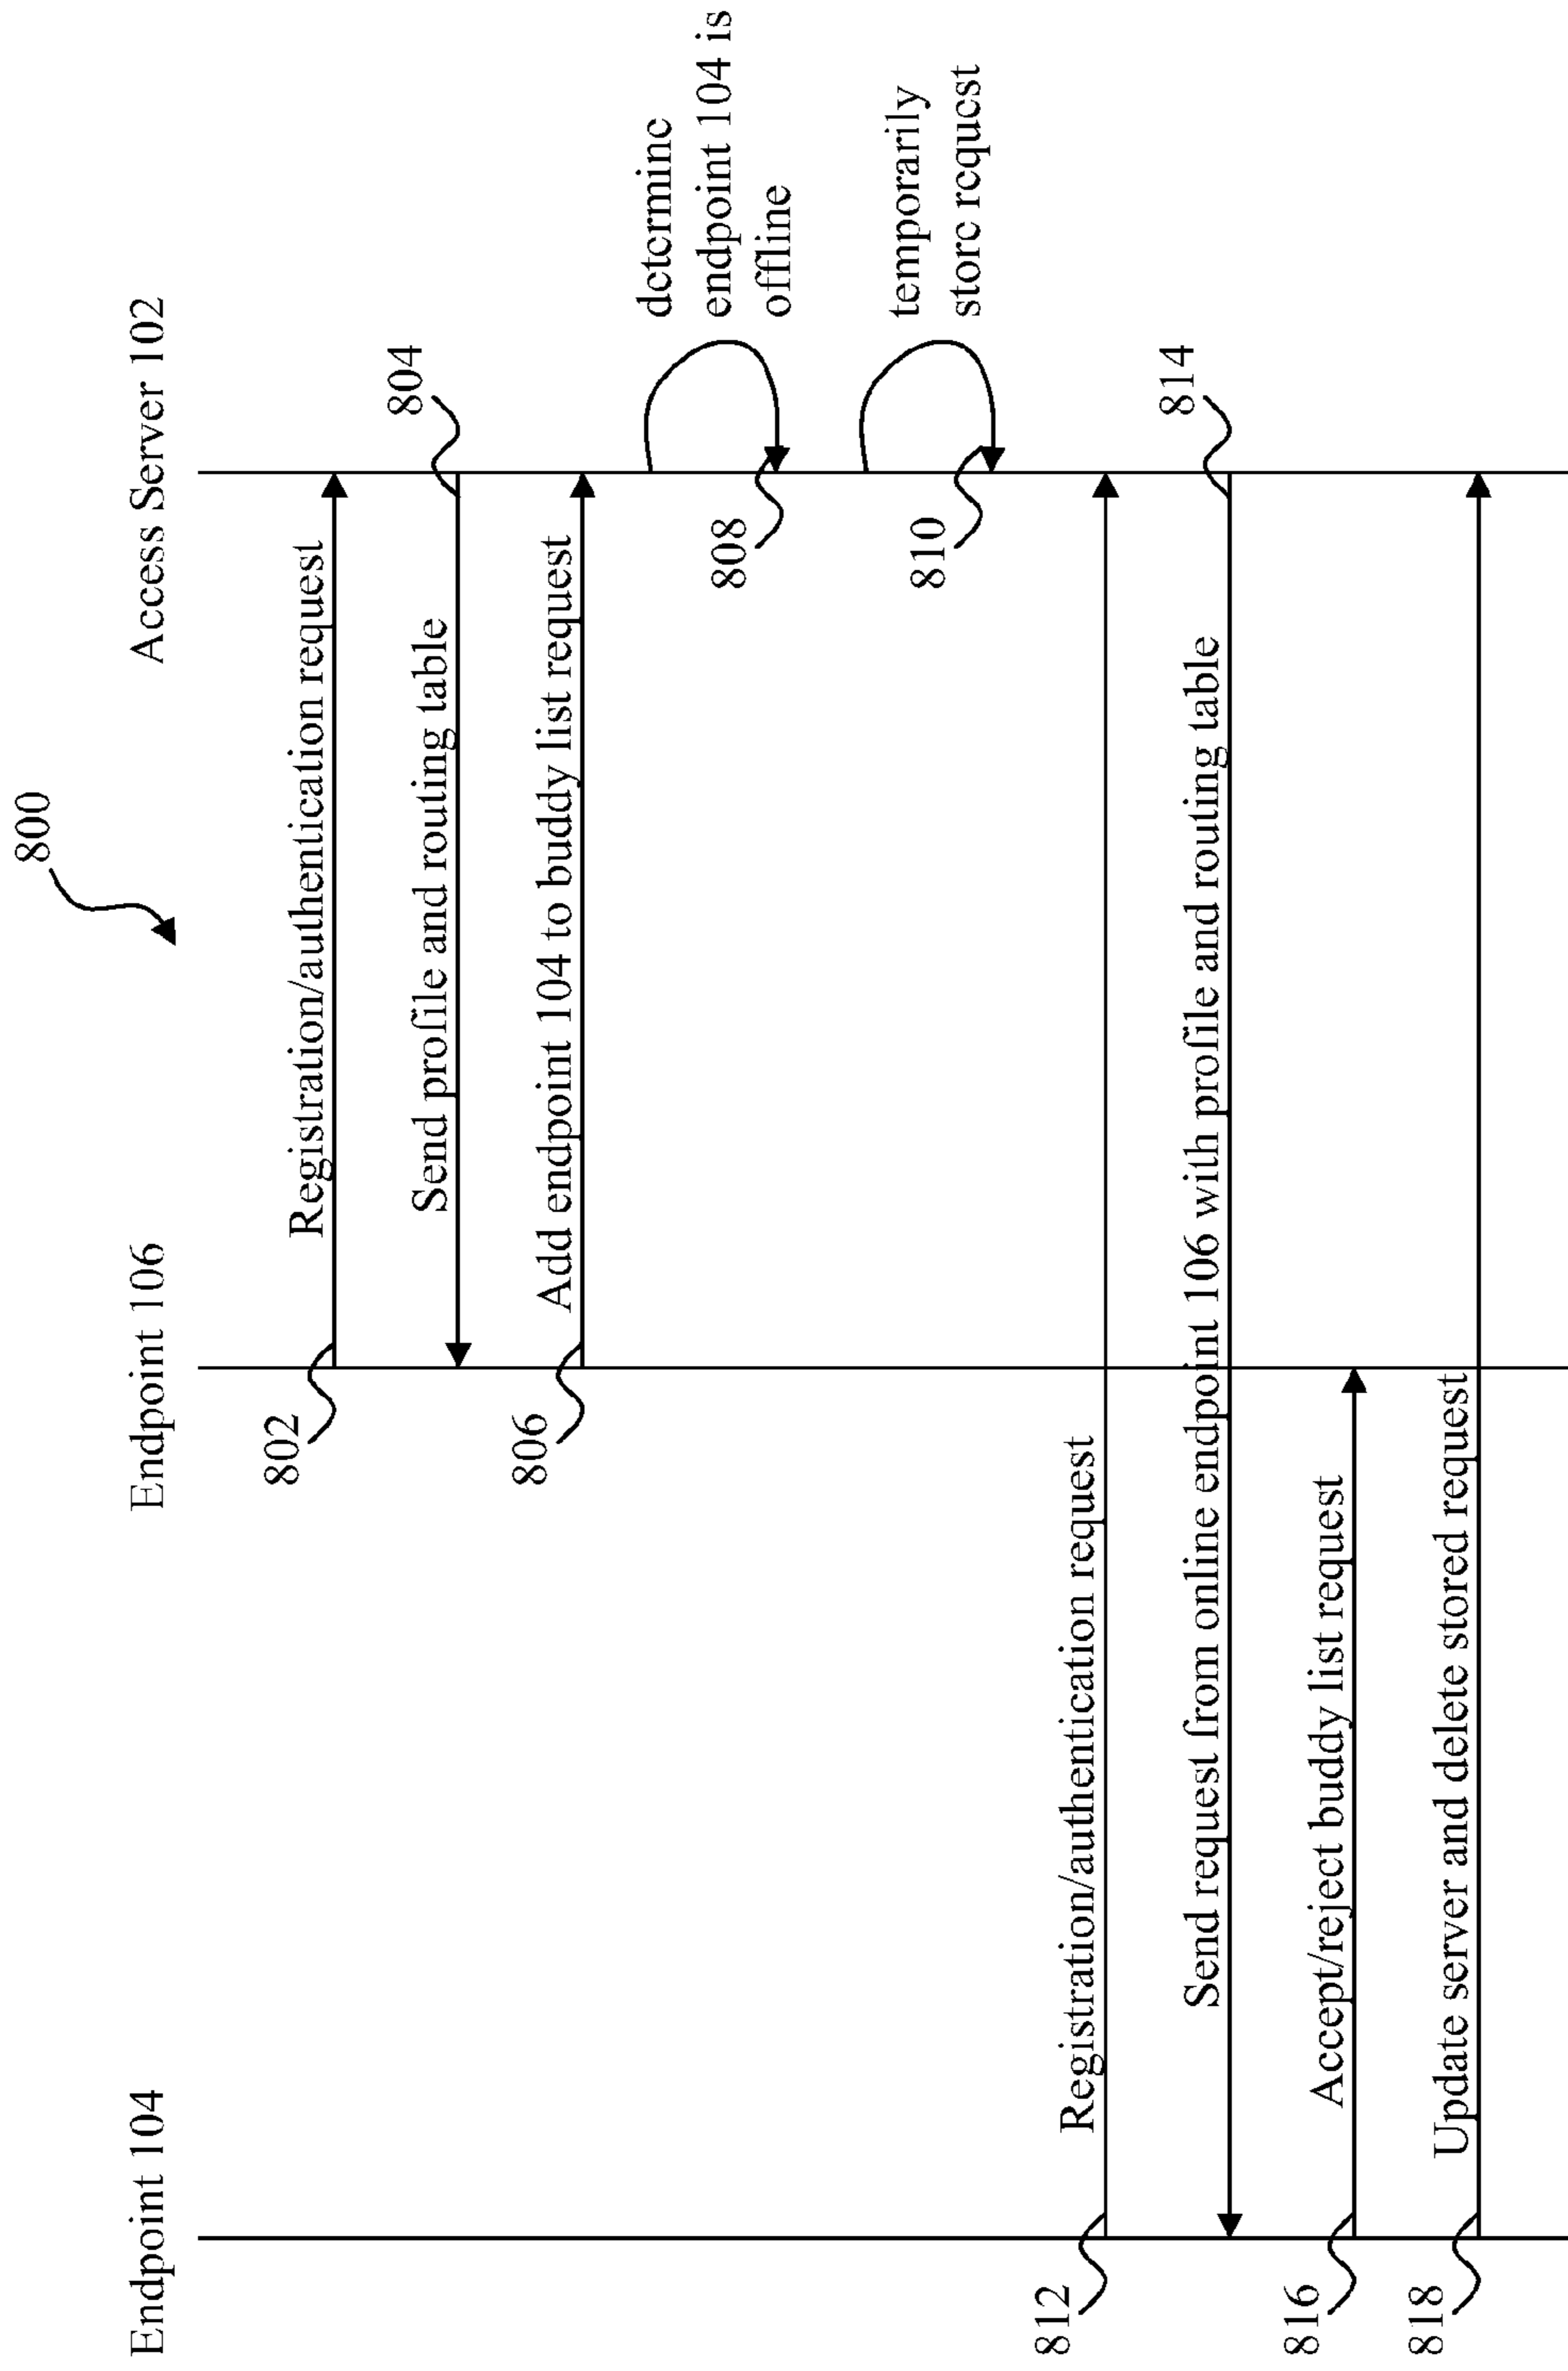 800
Endpoint 104
Endpoint 106
Access Server 102
802
Registration/authentication request
Send profile and routing table
804
806
Add endpoint 104 to buddy list request
808
determine
endpoint 104 is
offline
810
temporarily
store request
812
Registration/authentication request
Send request from online endpoint 106 with profile and routing table
814
816
Accept/reject buddy list request
818
Update server and delete stored request